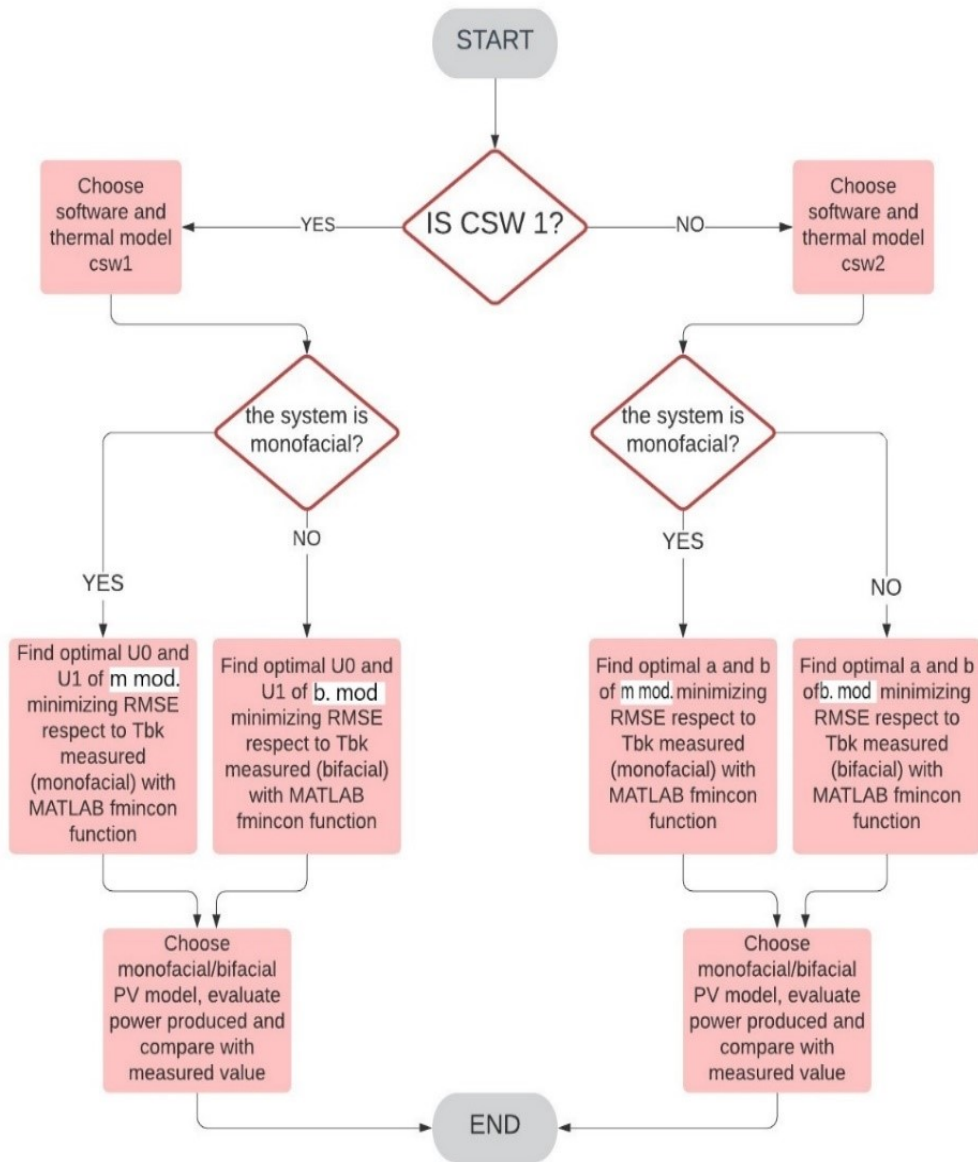 START
IS CSW 1?
YES
NO
Choose
software and
thermal model
csw1
Choose
software and
thermal model
csw2
the system is
monofacial?
the system is
monofacial?
YES
NO
YES
NO
Find optimal U0 and
U1 of m mod.
minimizing RMSE
respect to Tbk
measured
(monofacial) with
MATLAB fmincon
function
Find optimal U0 and
U1 of b. mod
minimizing RMSE
respect to Tbk
measured (bifacial)
with MATLAB
fmincon function
Find optimal a and b
of m mod. minimizing
RMSE respect to
Tbk measured
(monofacial) with
MATLAB fmincon
function
Find optimal a and b
of b. mod minimizing
RMSE respect to
Tbk measured
(bifacial) with
MATLAB fmincon
function
Choose
monofacial/bifacial
PV model, evaluate
power produced and
compare with
measured value
Choose
monofacial/bifacial
PV model, evaluate
power produced and
compare with
measured value
END